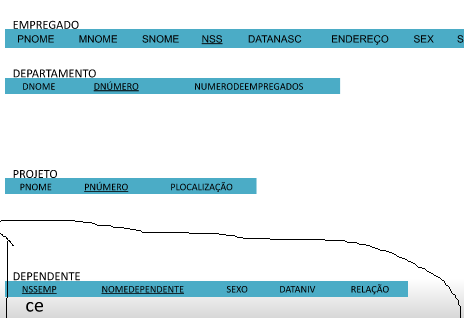 EMPREGADO
PNOME MNOME SNOME NSS DATANASC ENDEREÇO SEX S
DEPARTAMENTO
DNOME DNÚMERO NUMERODEEMPREGADOS
PROJETO
PNOME PNÚMERO PLOCALIZAÇÃO
DEPENDENTE
NSSEMP NOMEDEPENDENTE SEXO DATANIV RELAÇÃO
ce